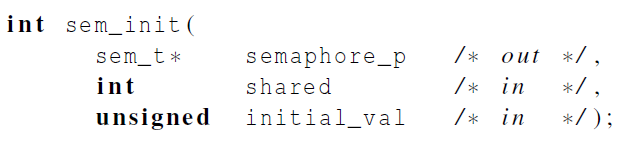 int sem_init(
sem_t* semaphore_p /* out */,
int shared /* in */,
unsigned initial_val /* in */);